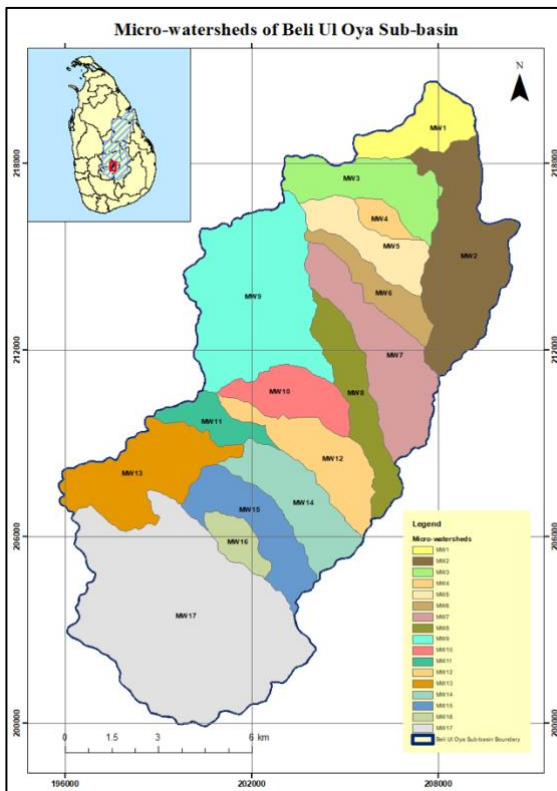 Micro-watersheds of Beli Ul Oya Sub-basin
N
218000
218000
212000
212000
206000
206000
200000
200000
196000
202000
208000
MW1
MW2
MW3
MW4
MW5
MW6
MW7
MW8
MW9
MW10
MW11
MW12
MW13
MW14
MW15
MW16
MW17
0 1.5 3 6 km
Legend
Micro-watersheds
MW1
MW2
MW3
MW4
MW5
MW6
MW7
MW8
MW9
MW10
MW11
MW12
MW13
MW14
MW15
MW16
MW17
Beli Ul Oya Sub-basin Boundary